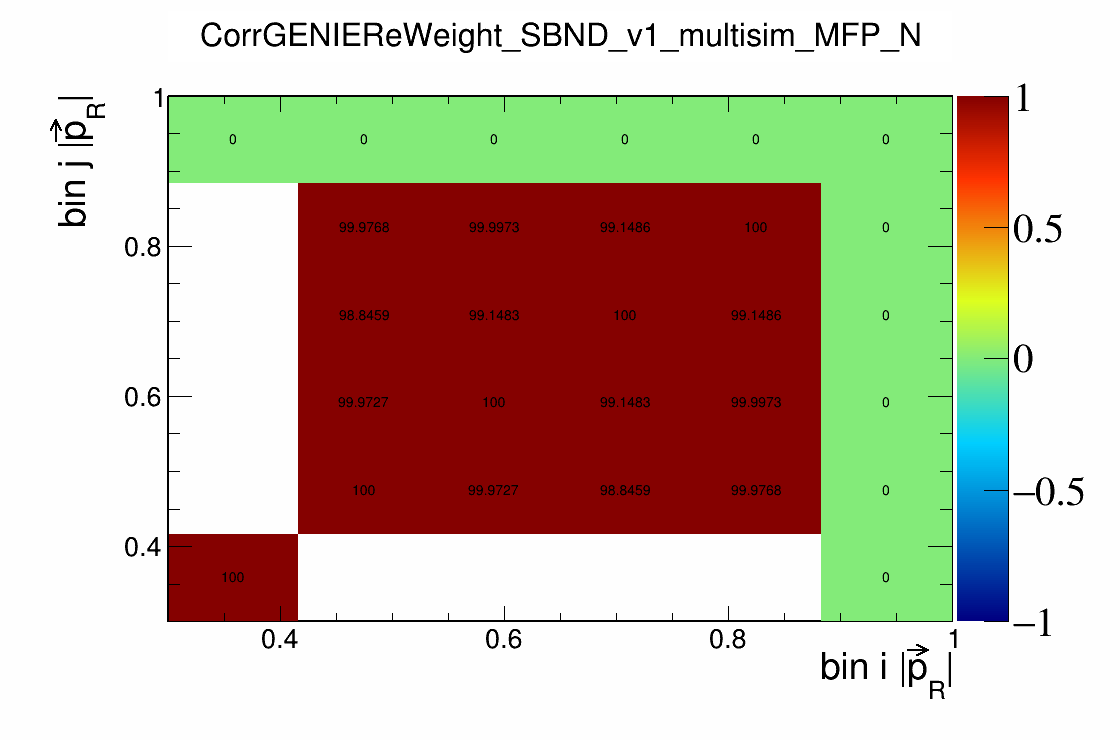 CorrGENIEReWeight_SBND_v1_multisim_MFP_N
bin j |p⃗_R|
1
0.8
0.6
0.4
0 0 0 0 0 0
99.9768 99.9973 99.1486 100 0
98.8459 99.1483 100 99.1486 0
99.9727 100 99.1483 99.9973 0
100 99.9727 98.8459 99.9768 0
100 0
0.4 0.6 0.8 1
bin i |p⃗_R|
1
0.5
0
−0.5
−1